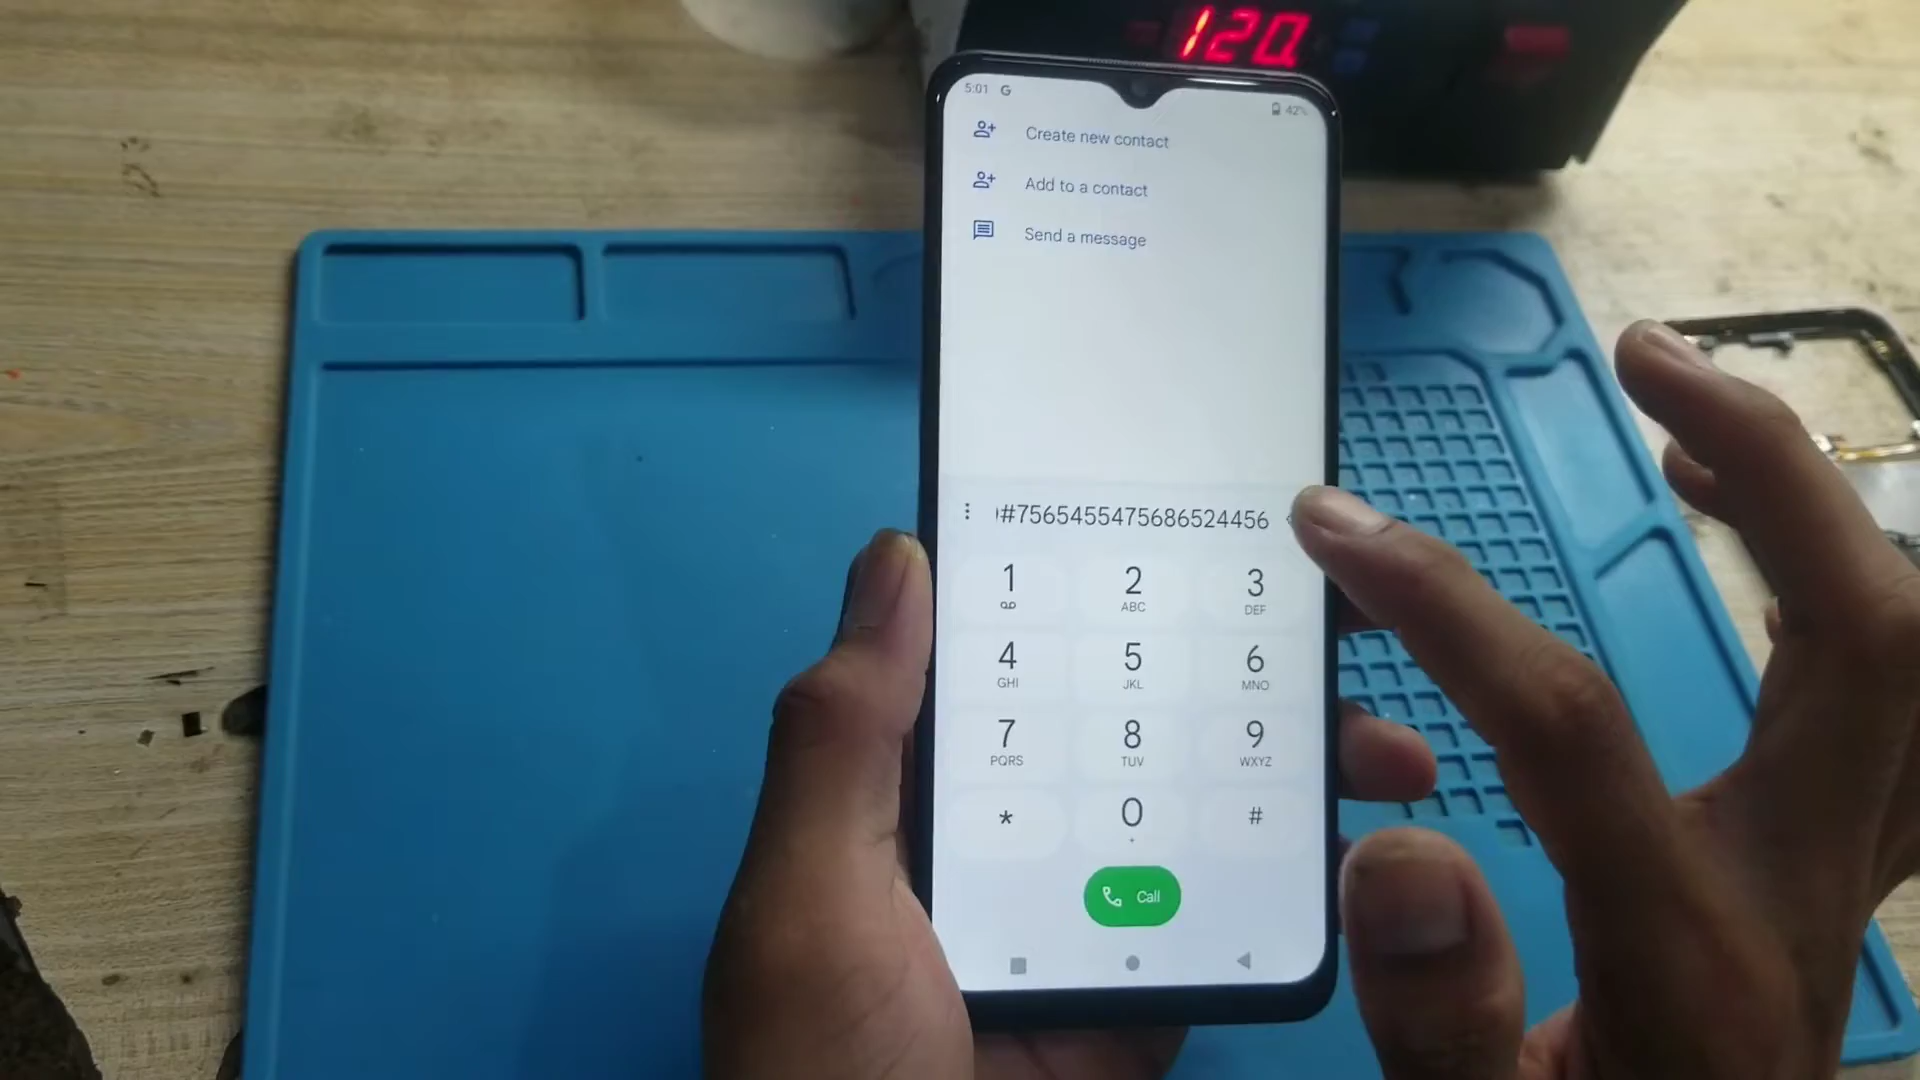 120.
5:01 G 42%
Create new contact
Add to a contact
Send a message
#7565455475686524456
1 2 3
ABC DEF
4 5 6
GHI JKL MNO
7 8 9
PQRS TUV WXYZ
* 0 #
+
Call